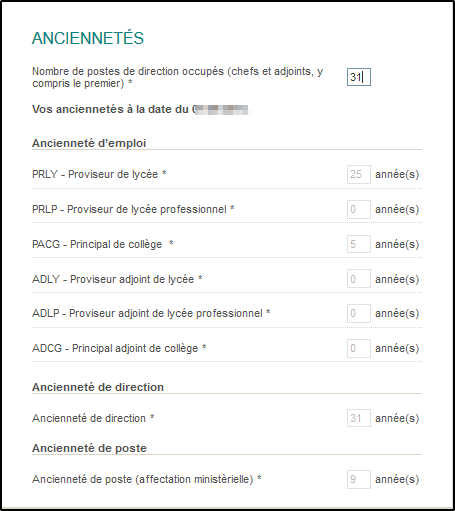 ANCIENNETÉS
Nombre de postes de direction occupés (chefs et adjoints, y
compris le premier) * 31
Vos anciennetés à la date du
Ancienneté d'emploi
PRLY - Proviseur de lycée * 25 année(s)
PRLP - Proviseur de lycée professionnel * 0 année(s)
PACG - Principal de collège * 5 année(s)
ADLY - Proviseur adjoint de lycée * 0 année(s)
ADLP - Proviseur adjoint de lycée professionnel * 0 année(s)
ADCG - Principal adjoint de collège * 0 année(s)
Ancienneté de direction
Ancienneté de direction * 31 année(s)
Ancienneté de poste
Ancienneté de poste (affectation ministèrielle) * 9 année(s)